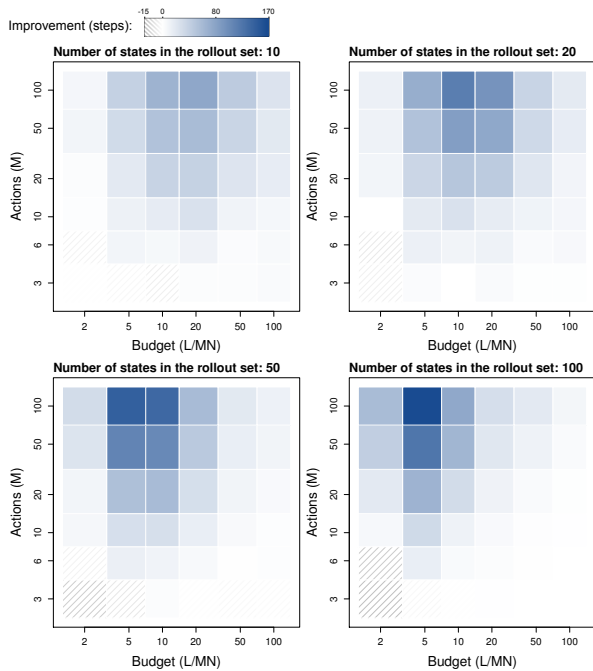 Improvement (steps):
-15 0 80 170
Number of states in the rollout set: 10
Actions (M)
100
50
20
10
6
3
2 5 10 20 50 100
Budget (L/MN)
Number of states in the rollout set: 20
Actions (M)
100
50
20
10
6
3
2 5 10 20 50 100
Budget (L/MN)
Number of states in the rollout set: 50
Actions (M)
100
50
20
10
6
3
2 5 10 20 50 100
Budget (L/MN)
Number of states in the rollout set: 100
Actions (M)
100
50
20
10
6
3
2 5 10 20 50 100
Budget (L/MN)